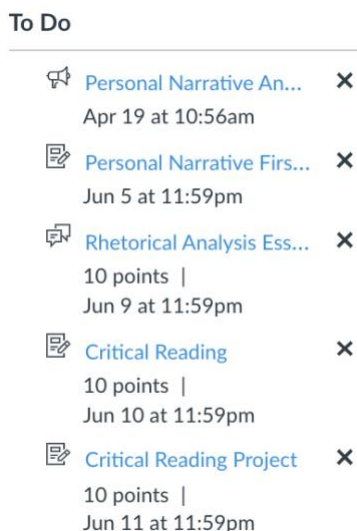 To Do
Personal Narrative An...
Apr 19 at 10:56am
Personal Narrative Firs...
Jun 5 at 11:59pm
Rhetorical Analysis Ess...
10 points |
Jun 9 at 11:59pm
Critical Reading
10 points |
Jun 10 at 11:59pm
Critical Reading Project
10 points |
Jun 11 at 11:59pm